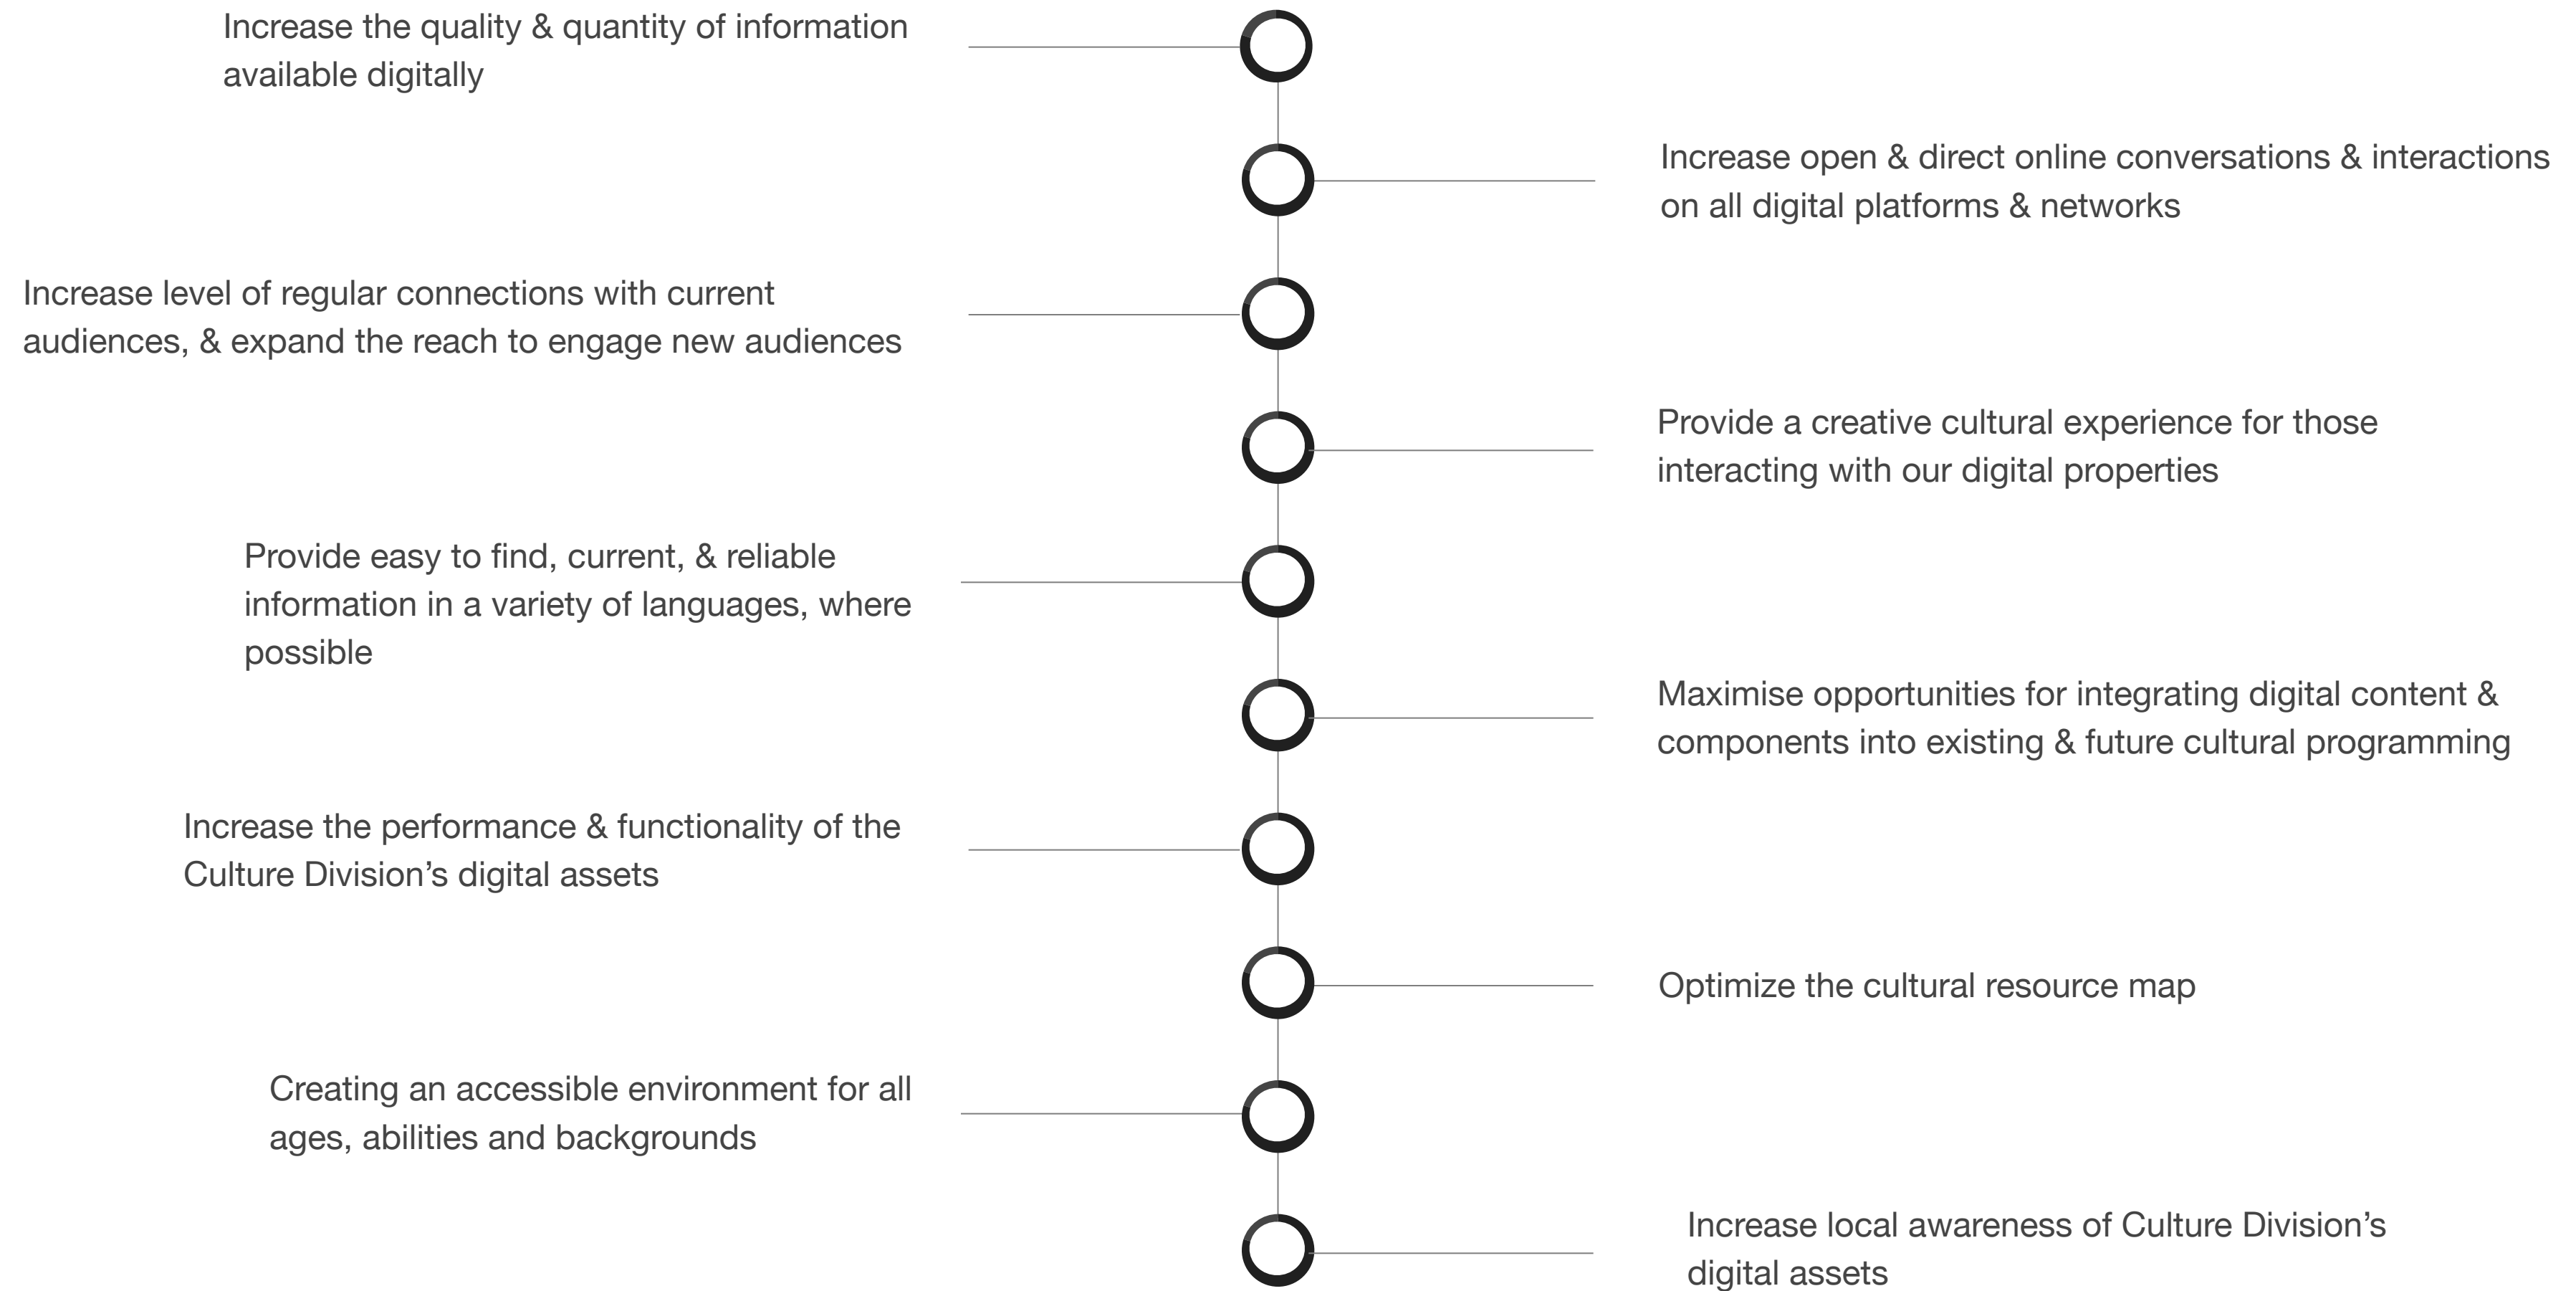 Increase the quality & quantity of information
available digitally
Increase open & direct online conversations & interactions
on all digital platforms & networks
Increase level of regular connections with current
audiences, & expand the reach to engage new audiences
Provide a creative cultural experience for those
interacting with our digital properties
Provide easy to find, current, & reliable
information in a variety of languages, where
possible
Maximise opportunities for integrating digital content &
components into existing & future cultural programming
Increase the performance & functionality of the
Culture Division’s digital assets
Optimize the cultural resource map
Creating an accessible environment for all
ages, abilities and backgrounds
Increase local awareness of Culture Division’s
digital assets